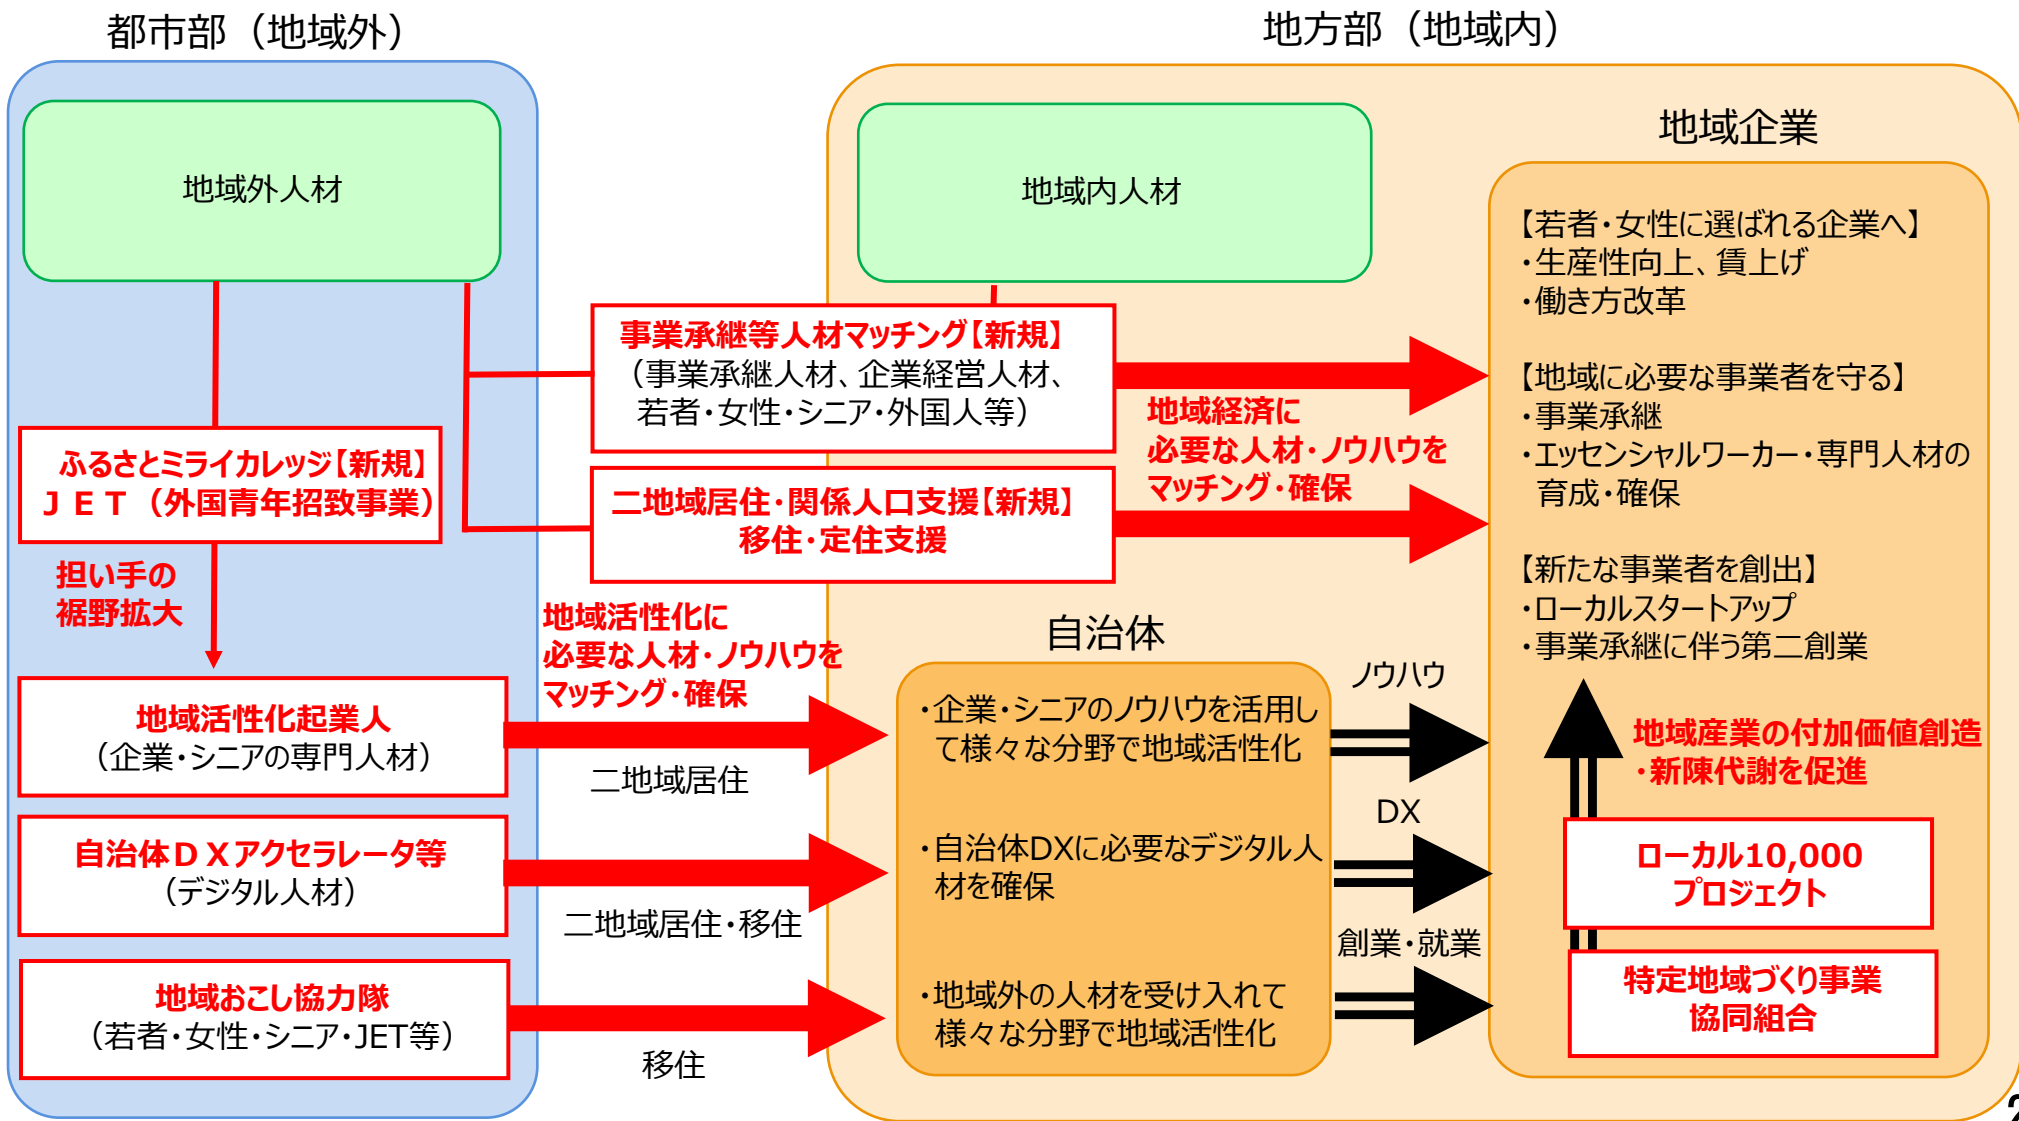 都市部（地域外）
地方部（地域内）
地域外人材
地域内人材
地域企業
【若者・女性に選ばれる企業へ】
・生産性向上、賃上げ
・働き方改革
【地域に必要な事業者を守る】
・事業承継
・エッセンシャルワーカー・専門人材の
育成・確保
【新たな事業者を創出】
・ローカルスタートアップ
・事業承継に伴う第二創業
事業承継等人材マッチング【新規】
（事業承継人材、企業経営人材、
若者・女性・シニア・外国人等）
地域経済に
必要な人材・ノウハウを
マッチング・確保
二地域居住・関係人口支援【新規】
移住・定住支援
ふるさとミライカレッジ【新規】
ＪＥＴ（外国青年招致事業）
担い手の
裾野拡大
地域活性化に
必要な人材・ノウハウを
マッチング・確保
地域活性化起業人
（企業・シニアの専門人材）
二地域居住
自治体ＤＸアクセラレータ等
（デジタル人材）
二地域居住・移住
地域おこし協力隊
（若者・女性・シニア・JET等）
移住
自治体
・企業・シニアのノウハウを活用し
て様々な分野で地域活性化
・自治体DXに必要なデジタル人
材を確保
・地域外の人材を受け入れて
様々な分野で地域活性化
ノウハウ
DX
創業・就業
地域産業の付加価値創造
・新陳代謝を促進
ローカル10,000
プロジェクト
特定地域づくり事業
協同組合